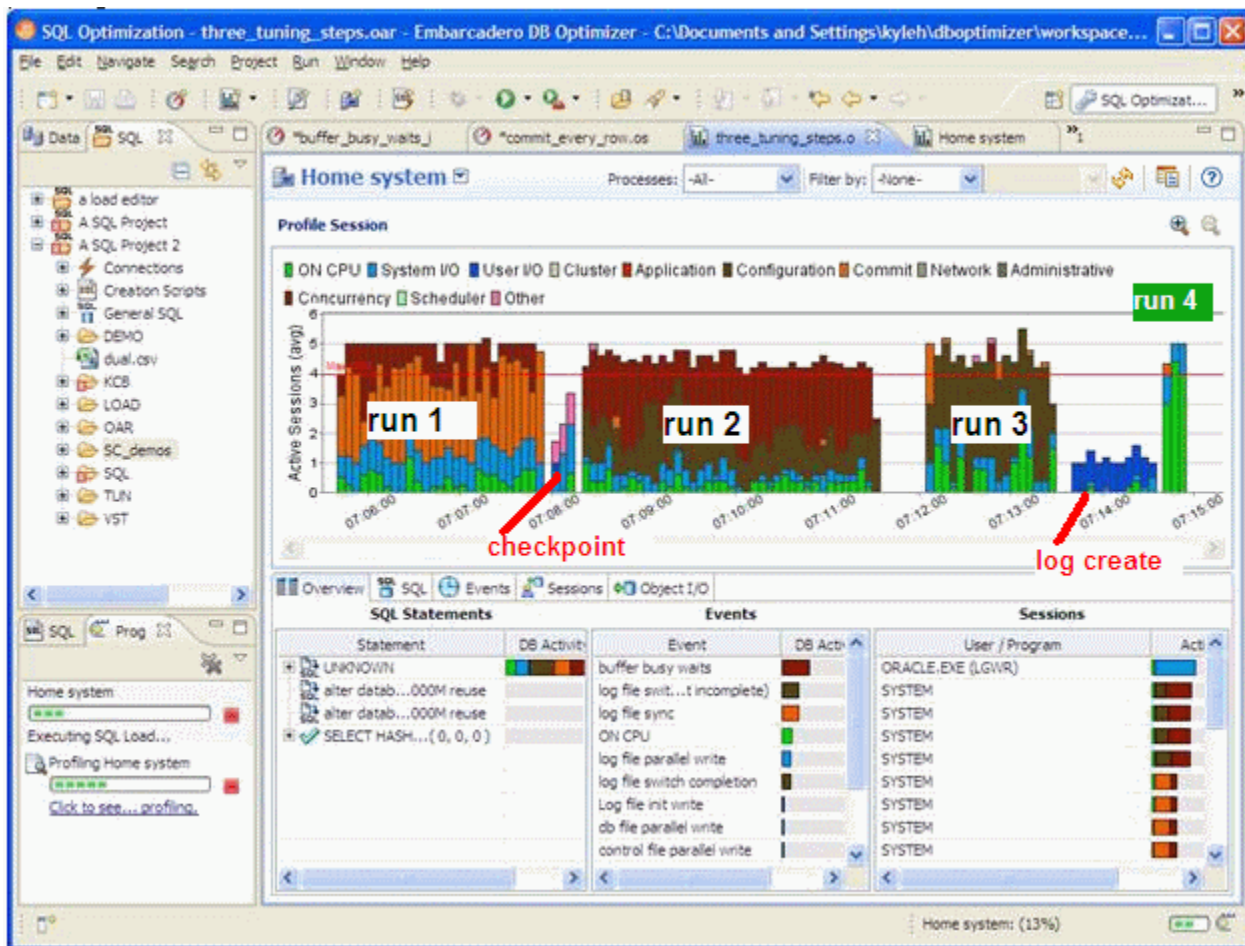 SQL Optimization - three_tuning_steps.oar - Embarcadero DB Optimizer - C:\Documents and Settings\kyleh\dboptimizer\workspace...
File Edit Navigate Search Project Run Window Help
SQL Optimizat...
Data SQL
*buffer_busy_waits_i *commit_every_row.os three_tuning_steps.o Home system
Home system Processes: -All- Filter by: -None-
a load editor
A SQL Project
A SQL Project 2
Connections
Creation Scripts
General SQL
DEMO
dual.csv
KCB
LOAD
OAR
SC_demos
SQL
TUN
VST
Profile Session
ON CPU System I/O User I/O Cluster Application Configuration Commit Network Administrative
Concurrency Scheduler Other
run 4
Active Sessions (avg)
6
5
4
3
2
1
0
run 1 run 2 run 3
07:06:00 07:07:00 07:08:00 07:09:00 07:10:00 07:11:00 07:12:00 07:13:00 07:14:00 07:15:00
checkpoint
log create
Overview SQL Events Sessions Object I/O
SQL Statements Events Sessions
Statement DB Activit
UNKNOWN
alter datab...000M reuse
alter datab...000M reuse
SELECT HASH...( 0, 0, 0 )
Event DB Acti
buffer busy waits
log file swit...t incomplete)
log file sync
ON CPU
log file parallel write
log file switch completion
Log file init write
db file parallel write
control file parallel write
User / Program Acti
ORACLE.EXE (LGWR)
SYSTEM
SYSTEM
SYSTEM
SYSTEM
SYSTEM
SYSTEM
SYSTEM
SYSTEM
SQL Prog
Home system
Executing SQL Load...
Profiling Home system
Click to see... profiling.
Home system: (13%)